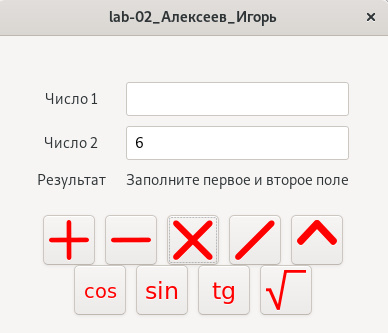 lab-02_Алексеев_Игорь
Число 1
Число 2 6
Результат Заполните первое и второе поле
cos sin tg